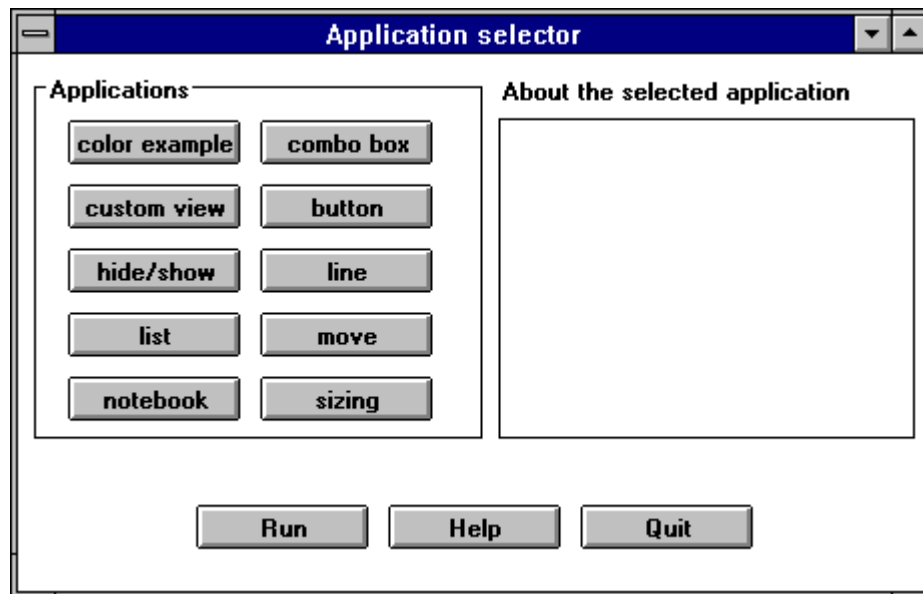 Application selector
Applications
About the selected application
color example
combo box
custom view
button
hide/show
line
list
move
notebook
sizing
Run
Help
Quit